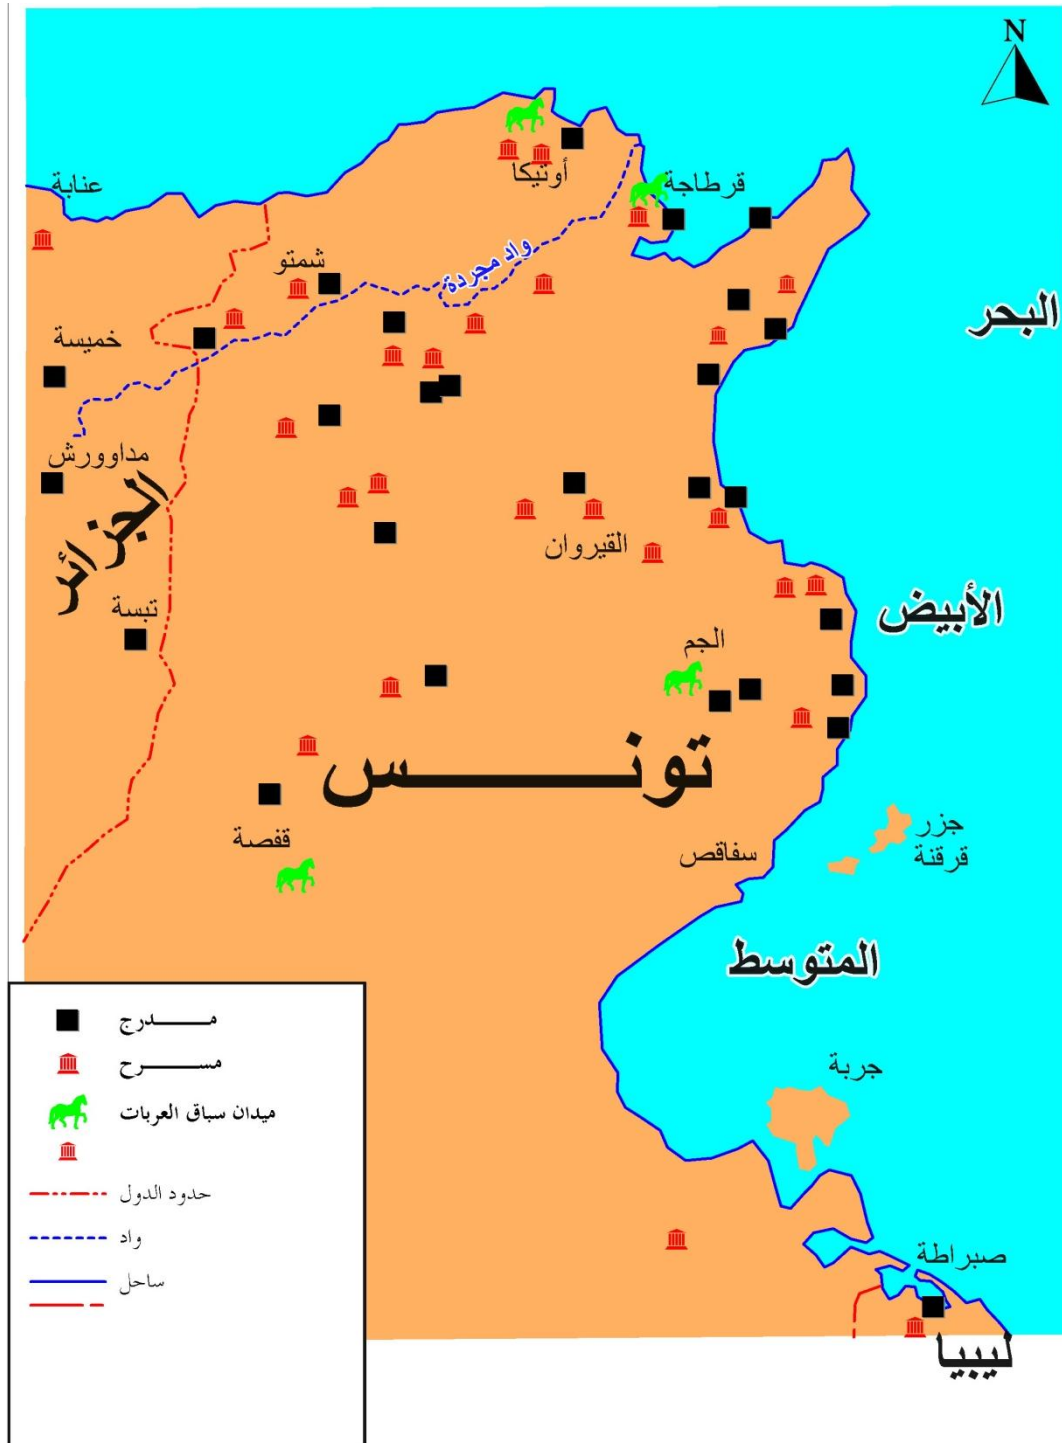 N
عنابة
أوتيكا
قرطاجة
واد مجردة
شمتو
خميسة
البحر
مداوورش
الجزائر
القيروان
تبسة
الأبيض
الجم
تونس
قفصة
سفاقص
جزر
قرقنة
المتوسط
جربة
صبراطة
ليبيا
مدرج
مسرح
ميدان سباق العربات
حدود الدول
واد
ساحل